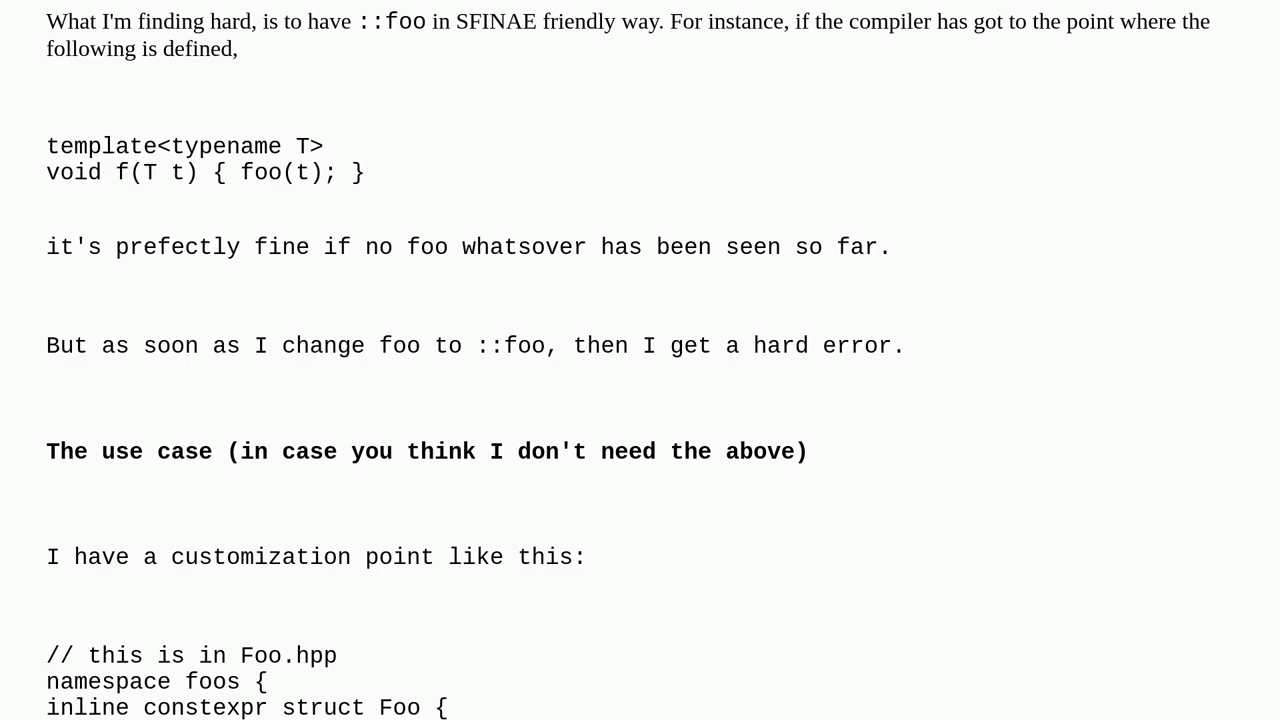 What I'm finding hard, is to have ::foo in SFINAE friendly way. For instance, if the compiler has got to the point where the
following is defined,
template<typename T>
void f(T t) { foo(t); }
it's prefectly fine if no foo whatsover has been seen so far.
But as soon as I change foo to ::foo, then I get a hard error.
The use case (in case you think I don't need the above)
I have a customization point like this:
// this is in Foo.hpp
namespace foos {
inline constexpr struct Foo {